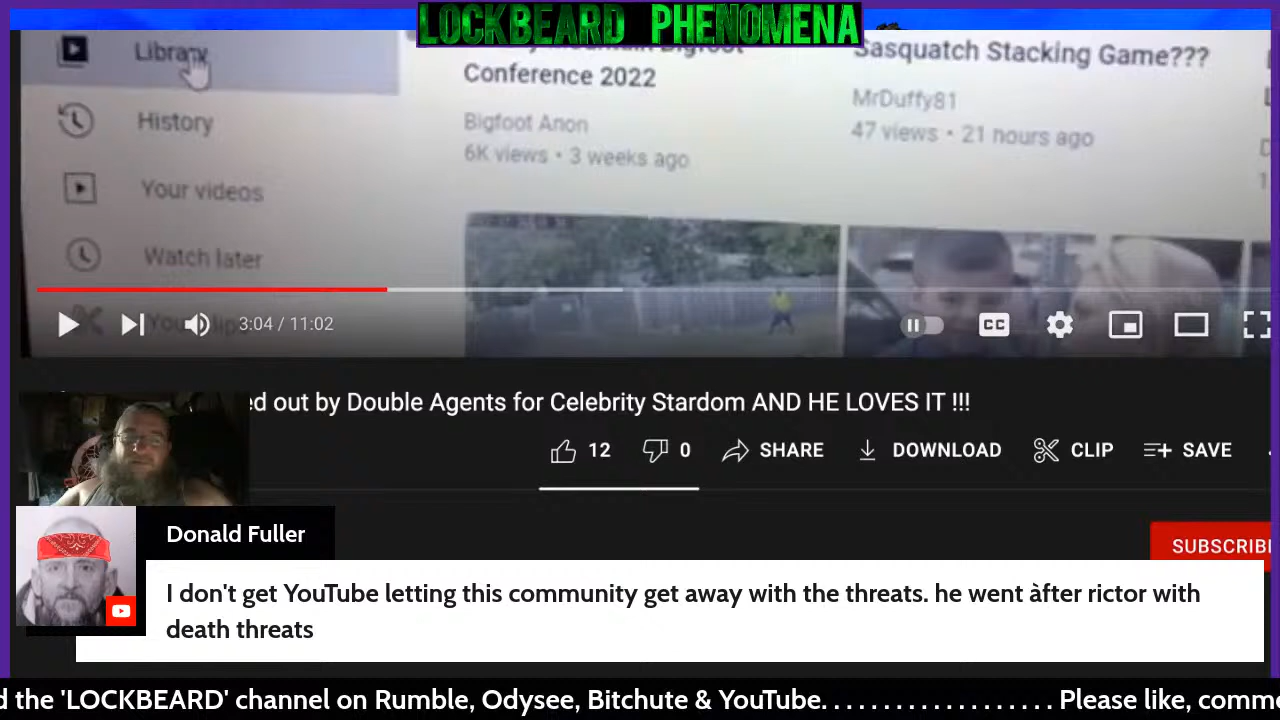 LOCKBEARD PHENOMENA
Library
Conference 2022
Bigfoot Anon
6K views • 3 weeks ago
Sasquatch Stacking Game???
MrDuffy81
47 views • 21 hours ago
History
Your videos
Watch later
3:04 / 11:02
CC
ed out by Double Agents for Celebrity Stardom AND HE LOVES IT !!!
12
0
SHARE
DOWNLOAD
CLIP
SAVE
SUBSCRIBE
Donald Fuller
I don't get YouTube letting this community get away with the threats. he went àfter rictor with
death threats
d the 'LOCKBEARD' channel on Rumble, Odysee, Bitchute & YouTube. . . . . . . . . . . . . . . . . . . . Please like, comm